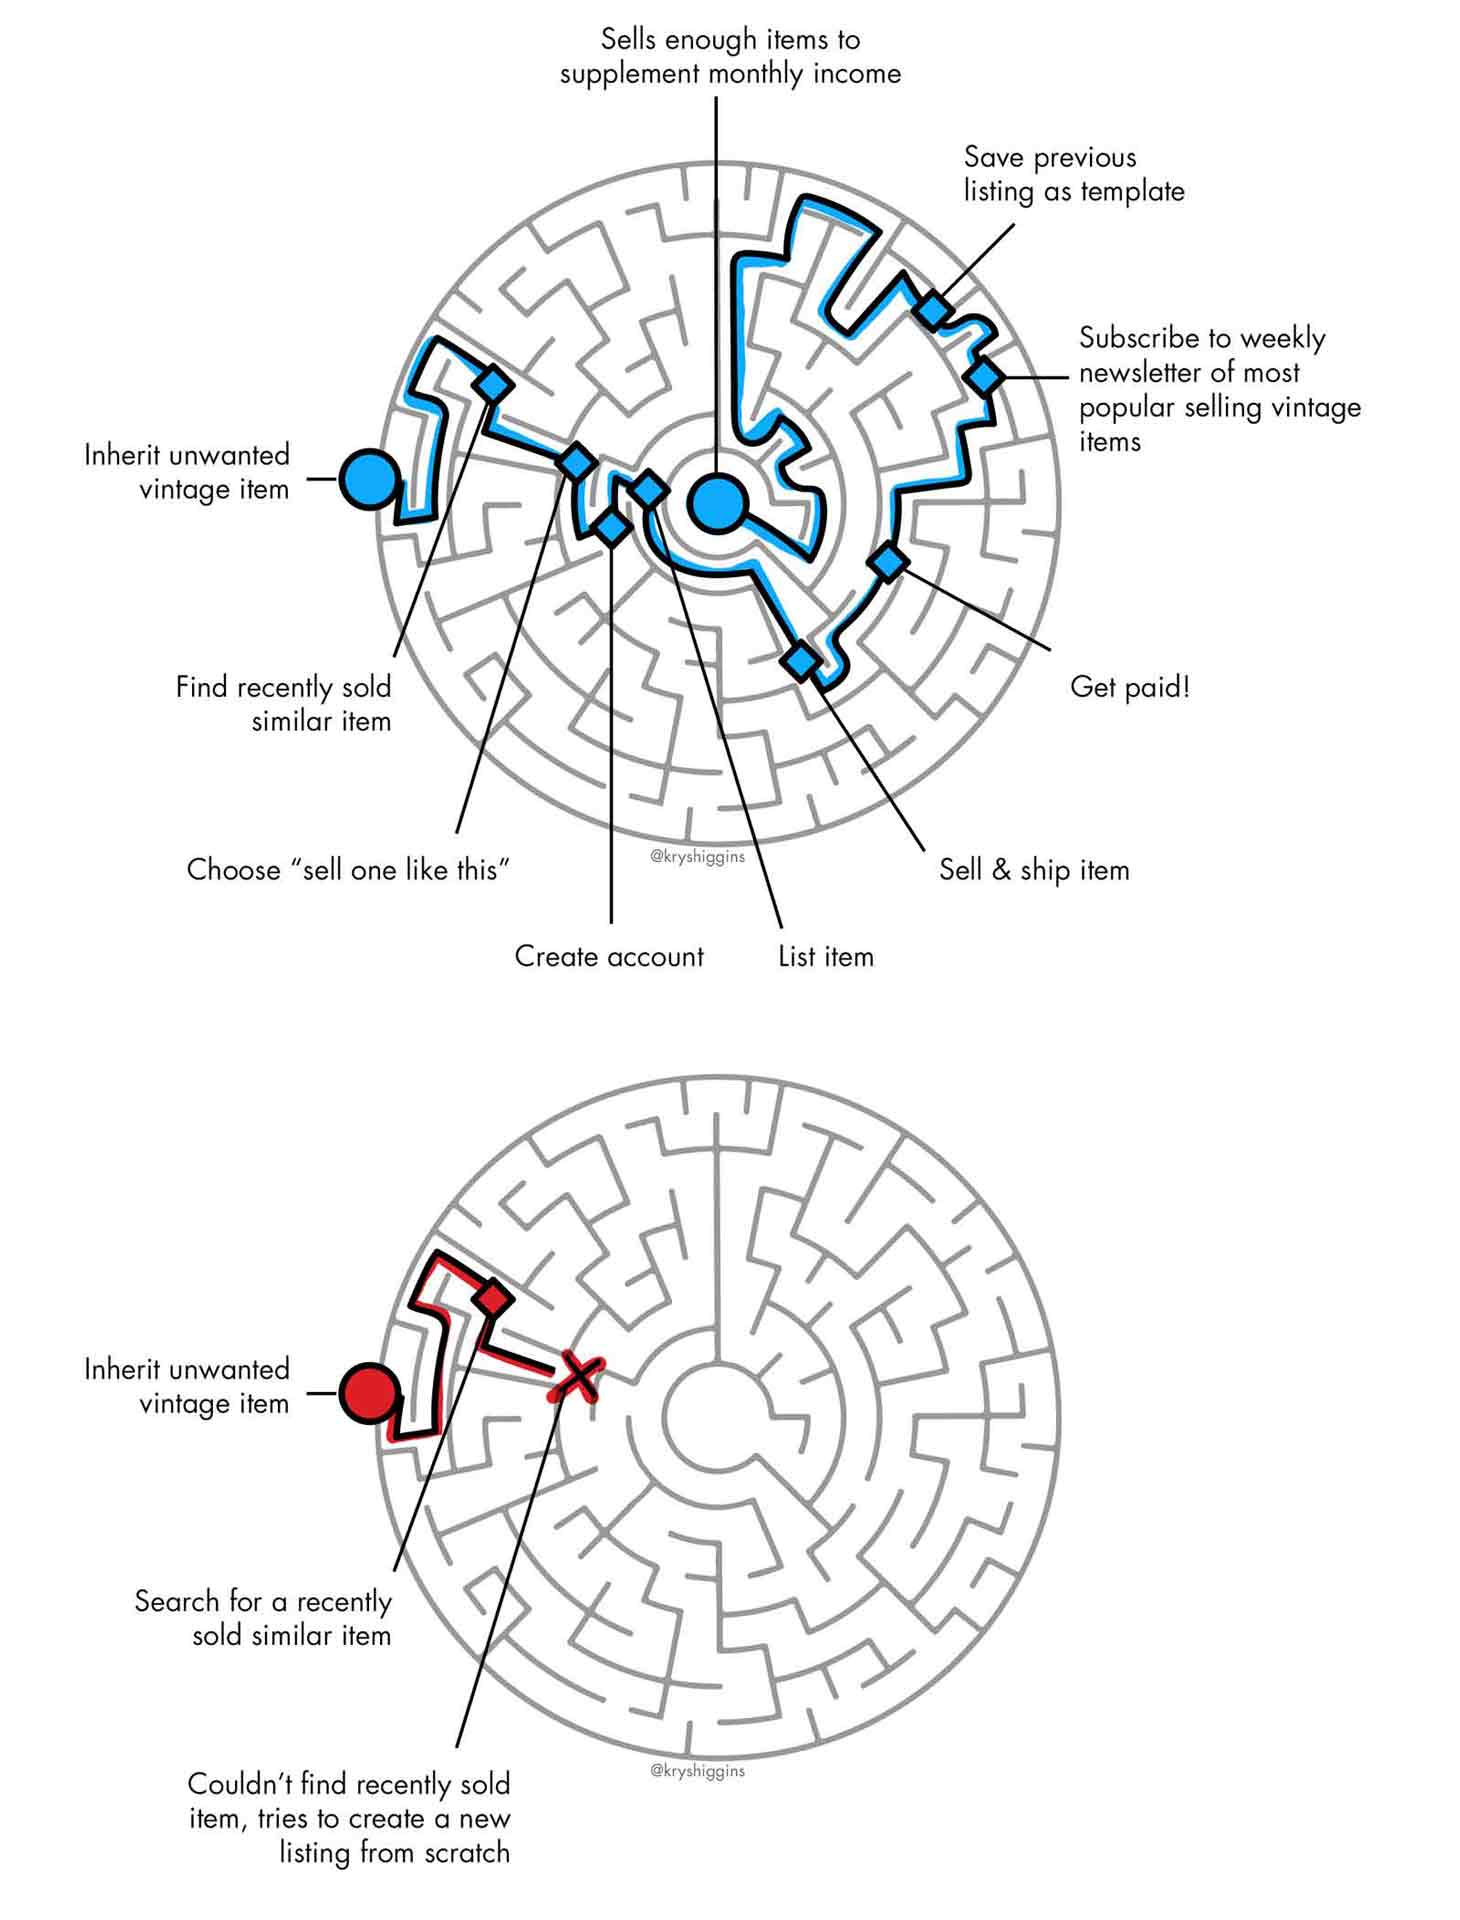 Sells enough items to
supplement monthly income
Save previous
listing as template
Subscribe to weekly
newsletter of most
popular selling vintage
items
Inherit unwanted
vintage item
Find recently sold
similar item
Get paid!
Choose “sell one like this”
@kryshiggins
Sell & ship item
Create account
List item
Inherit unwanted
vintage item
Search for a recently
sold similar item
@kryshiggins
Couldn’t find recently sold
item, tries to create a new
listing from scratch